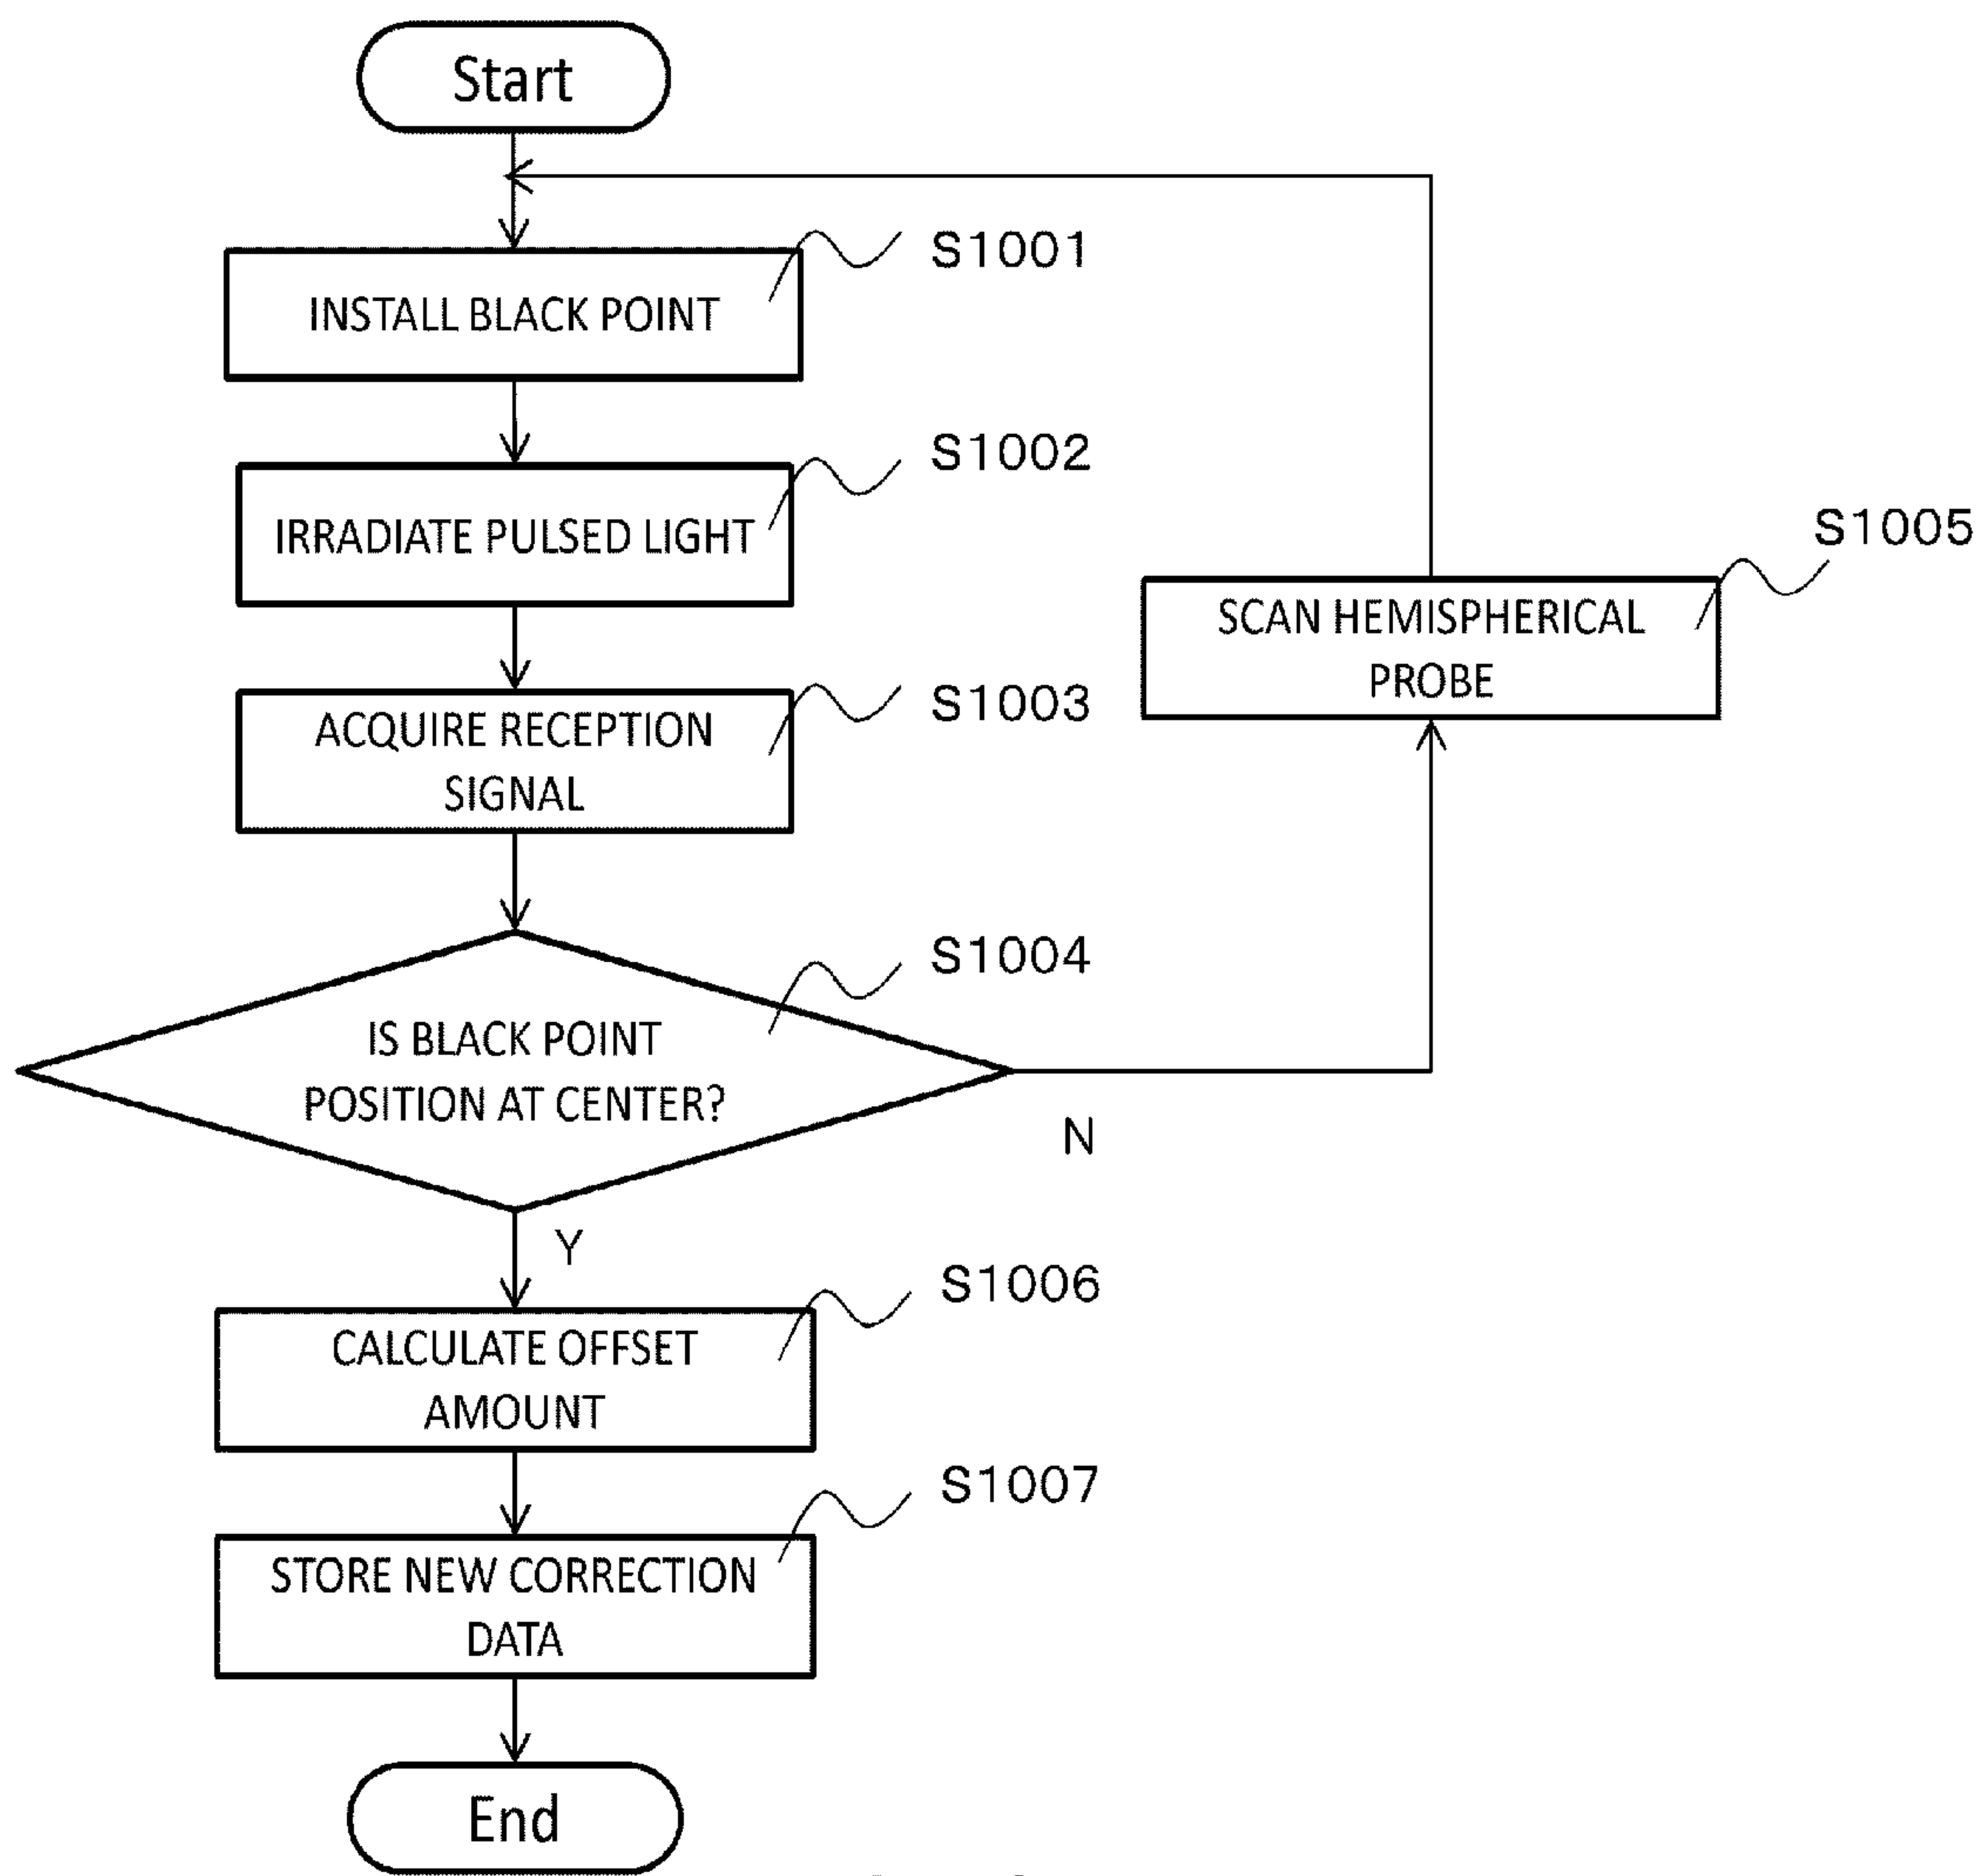 Start
S1001
INSTALL BLACK POINT
S1002
IRRADIATE PULSED LIGHT
S1003
ACQUIRE RECEPTION
SIGNAL
S1004
IS BLACK POINT
POSITION AT CENTER?
N
S1005
SCAN HEMISPHERICAL
PROBE
Y
S1006
CALCULATE OFFSET
AMOUNT
S1007
STORE NEW CORRECTION
DATA
End